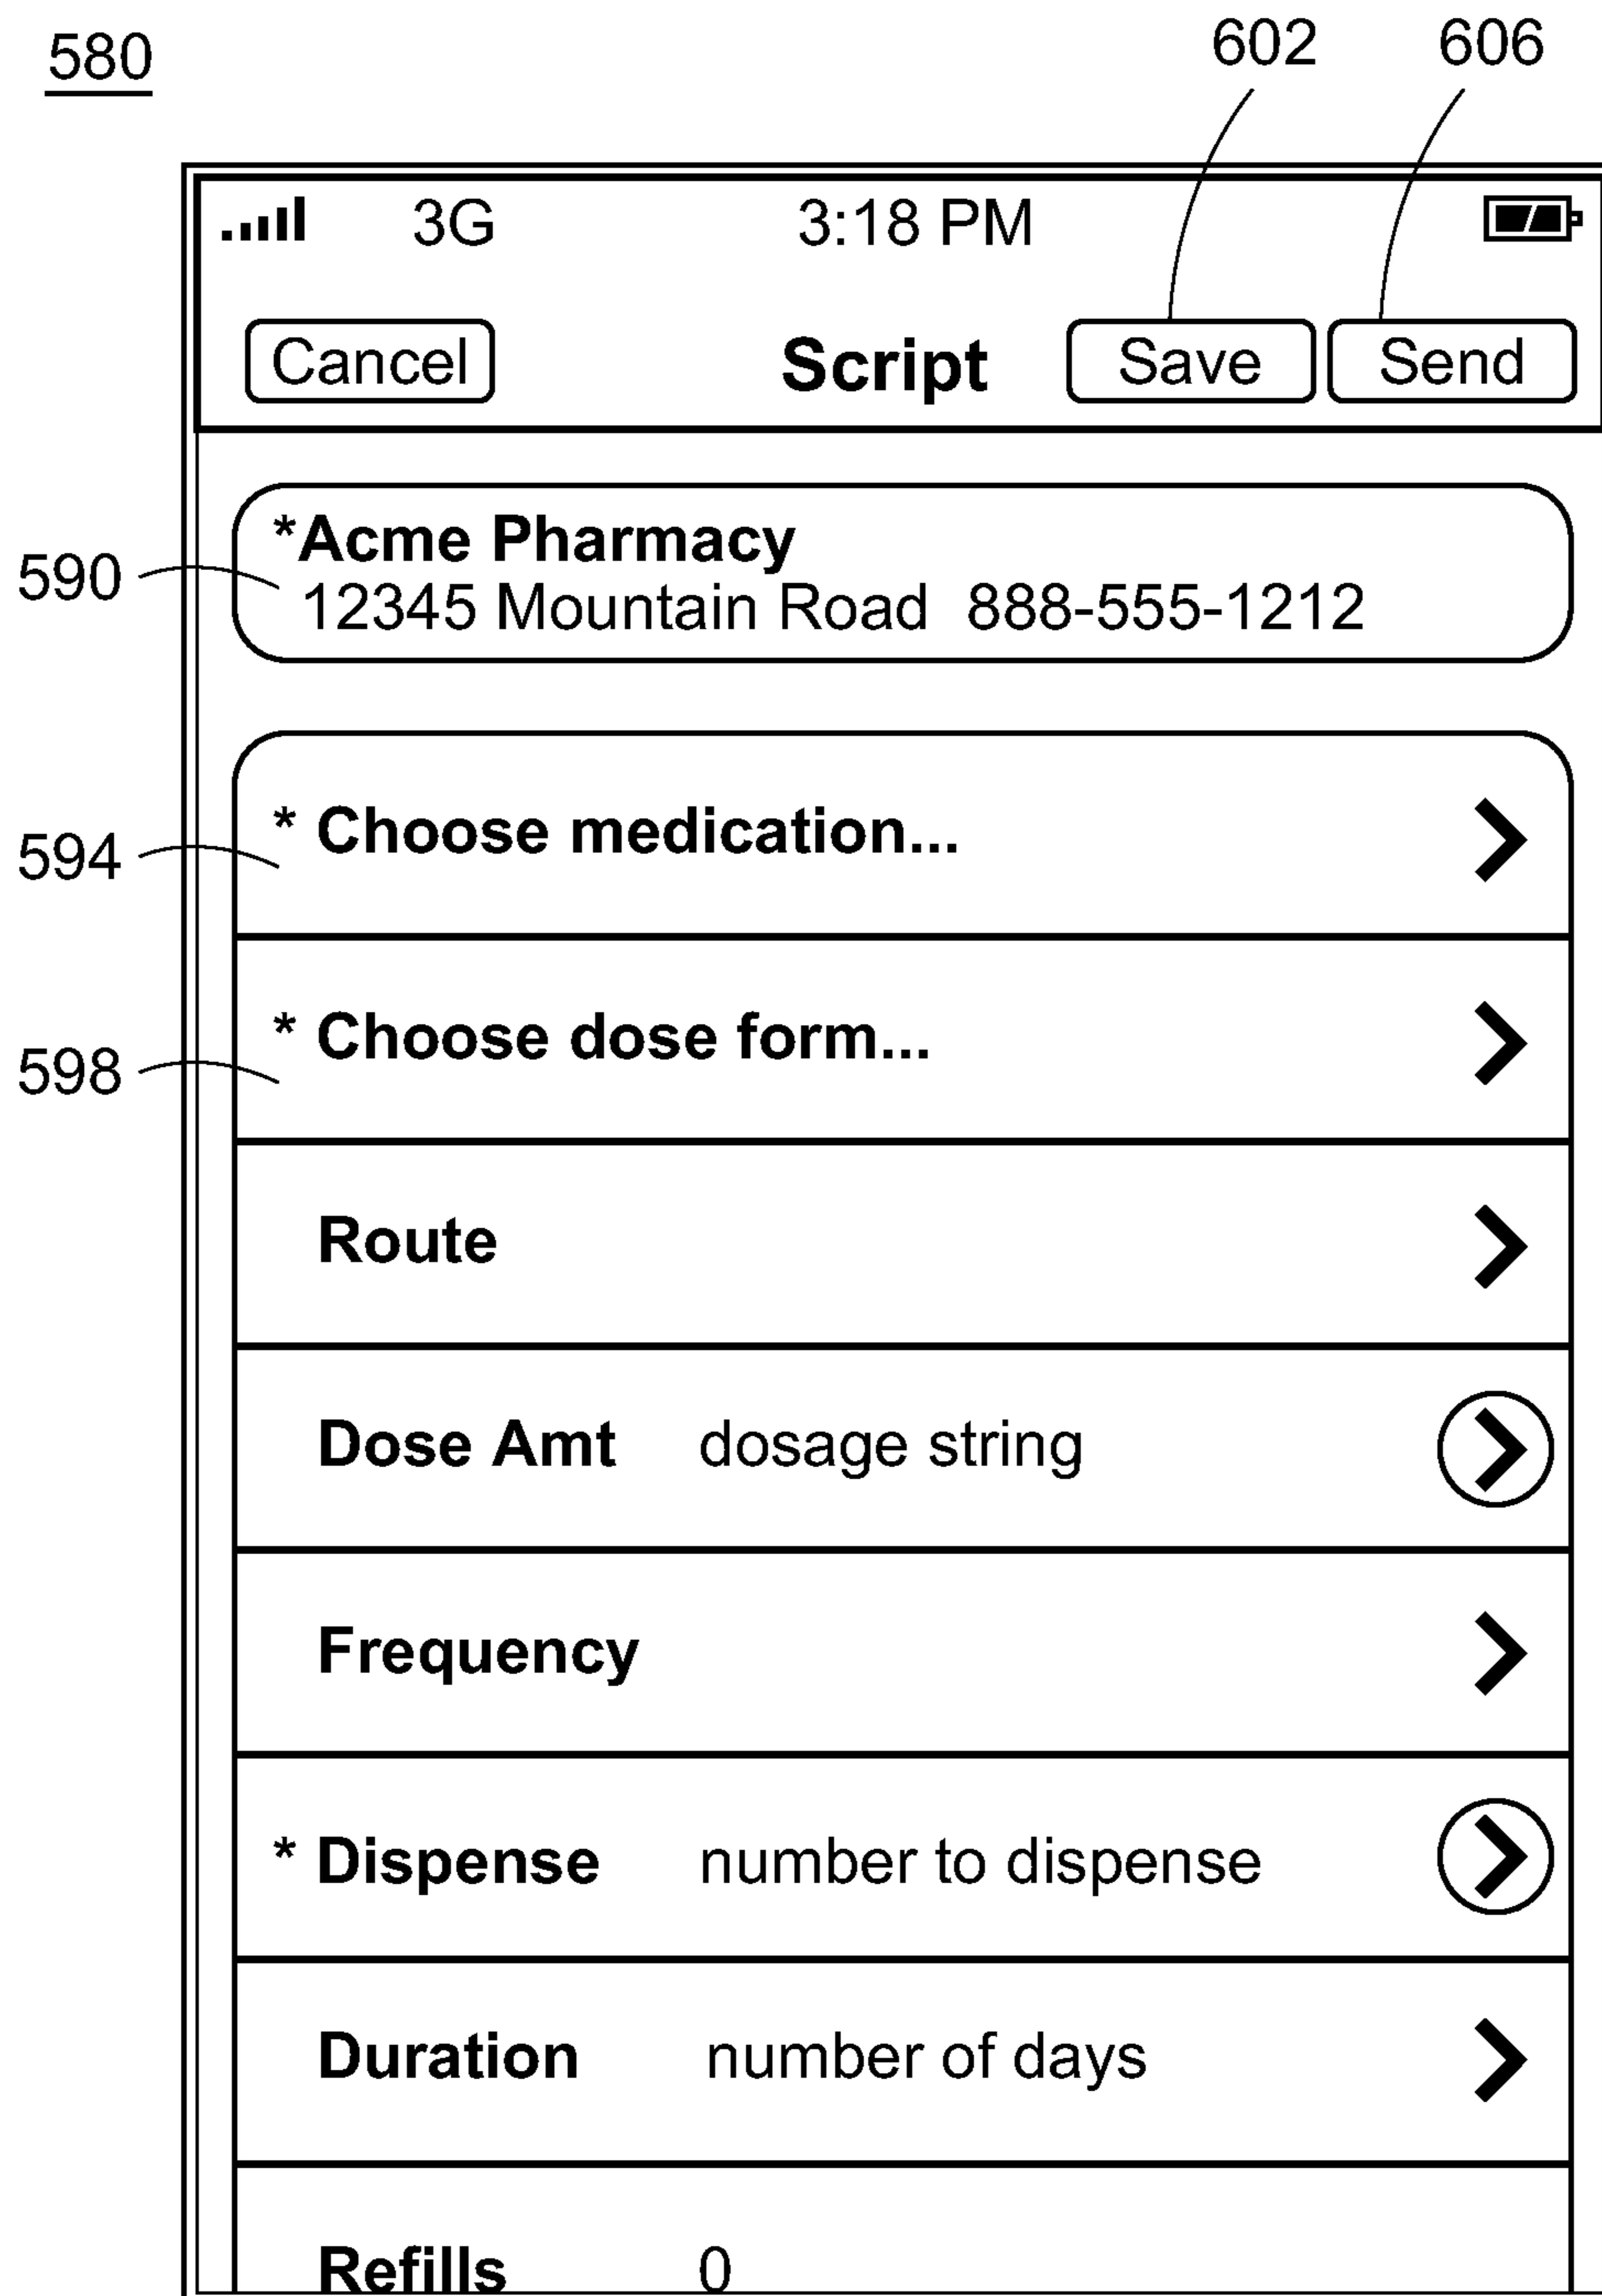 580
602 606
3G 3:18 PM
Cancel Script Save Send
*Acme Pharmacy
590
12345 Mountain Road 888-555-1212
* Choose medication...
594
* Choose dose form...
598
Route
Dose Amt dosage string
Frequency
* Dispense number to dispense
Duration number of days
Refills 0